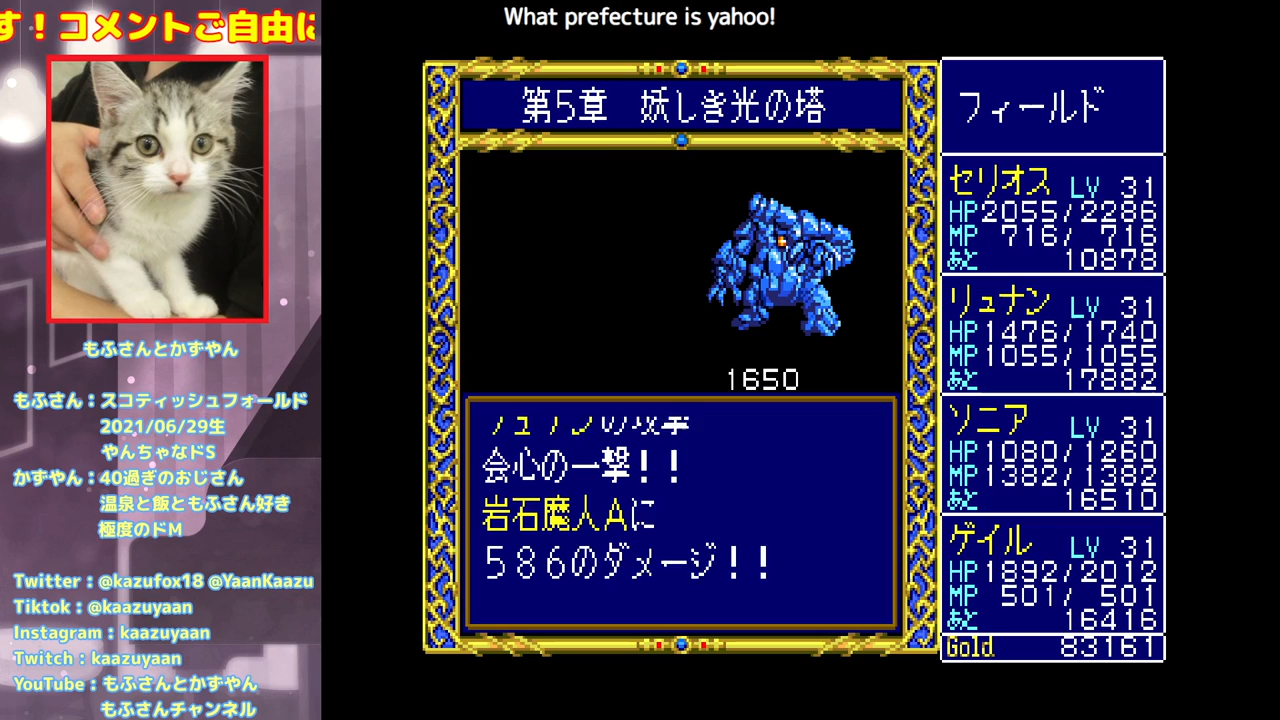 す！コメントご自由に
What prefecture is yahoo!
もふさんとかずやん
もふさん：スコティッシュフォールド
2021/06/29生
やんちゃなドS
かずやん：40過ぎのおじさん
温泉と飯ともふさん好き
極度のドM
Twitter：@kazufox18 @YaanKaazu
Tiktok：@kaazuyaan
Instagram：kaazuyaan
Twitch：kaazuyaan
YouTube：もふさんとかずやん
もふさんチャンネル
第5章 妖しき光の塔
1650
会心の一撃！！
岩石魔人Aに
５８６のダメージ！！
フィールド
セリオス LV 31
HP2055/2286
MP 716/ 716
あと 10878
リュナン LV 31
HP1476/1740
MP1055/1055
あと 17882
ソニア LV 31
HP1080/1260
MP1382/1382
あと 16510
ゲイル LV 31
HP1892/2012
MP 501/ 501
あと 16416
Gold 83161